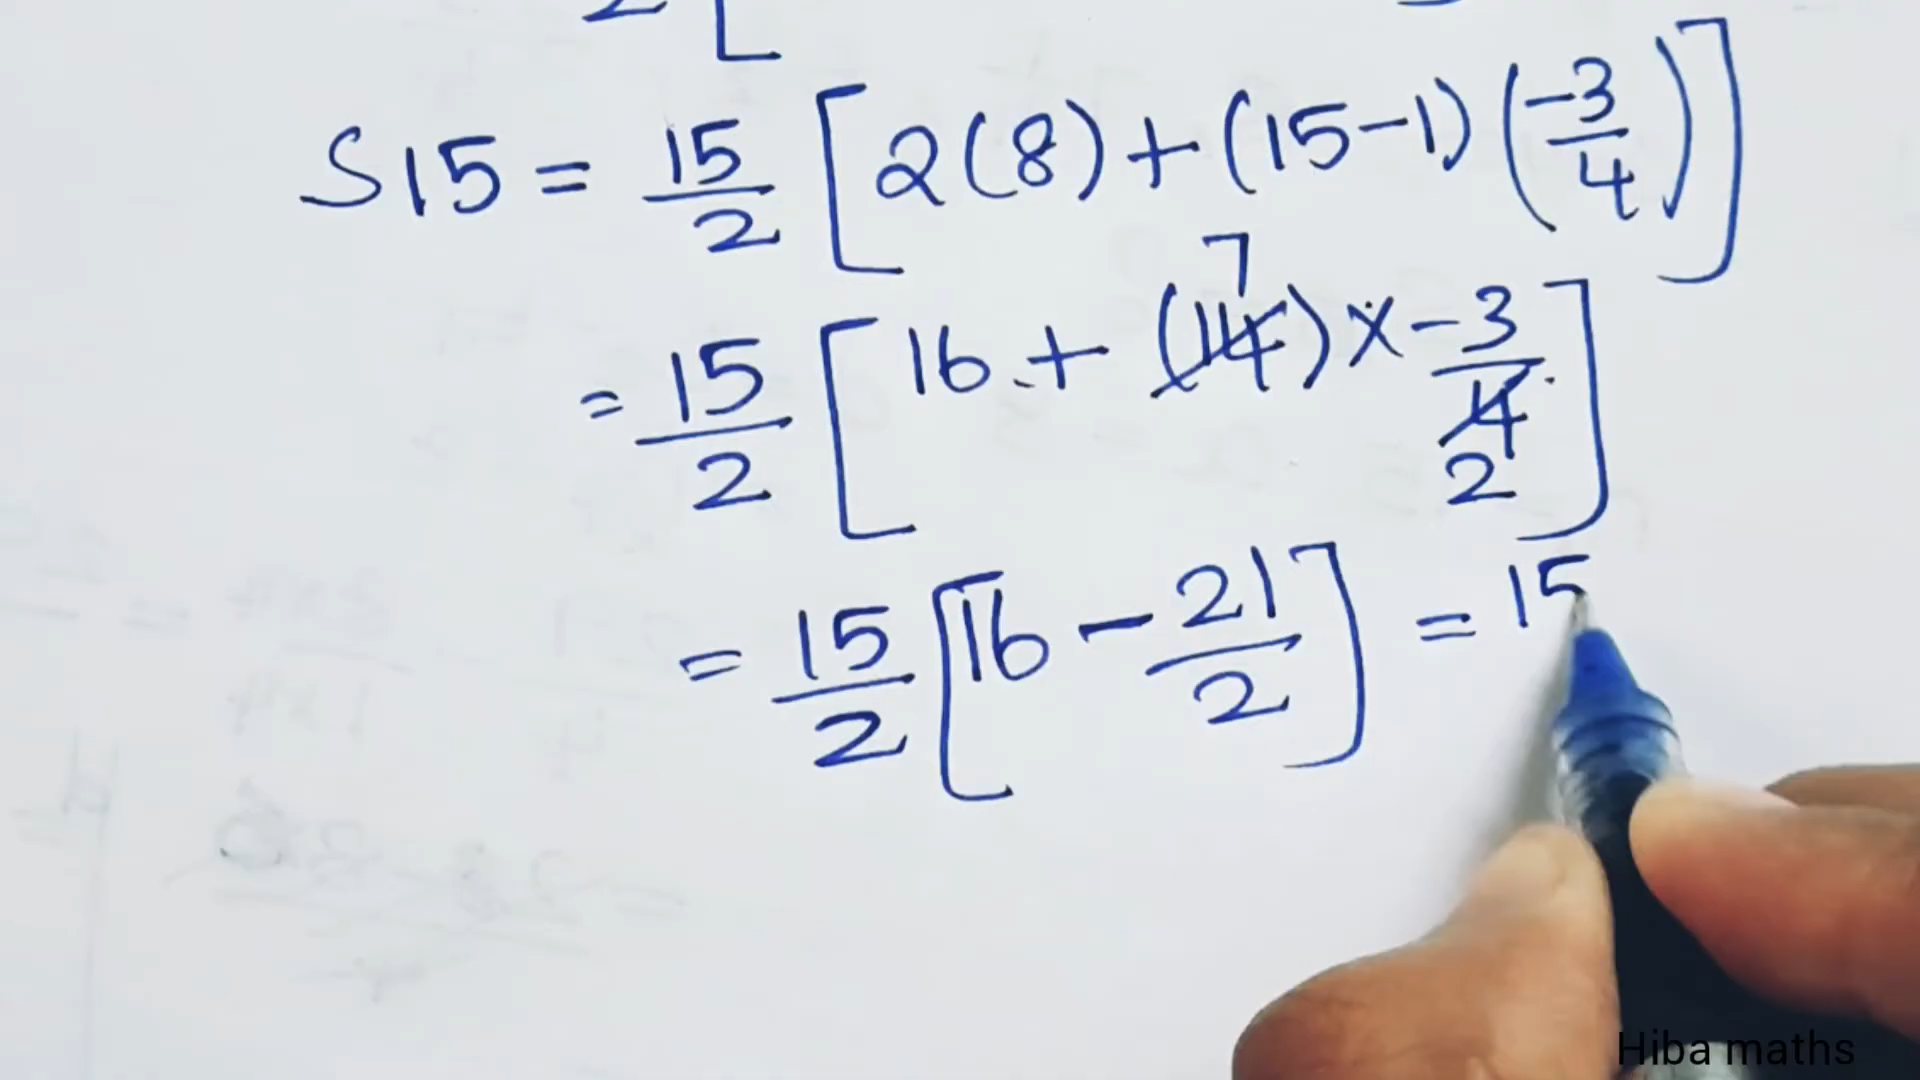 2 [
S15 = 15/2 [ 2(8) + (15-1) (-3/4) ]
7
= 15/2 [ 16 + (14) x -3/4 ]
2
= 15/2 [ 16 - 21/2 ] = 15
Hiba maths